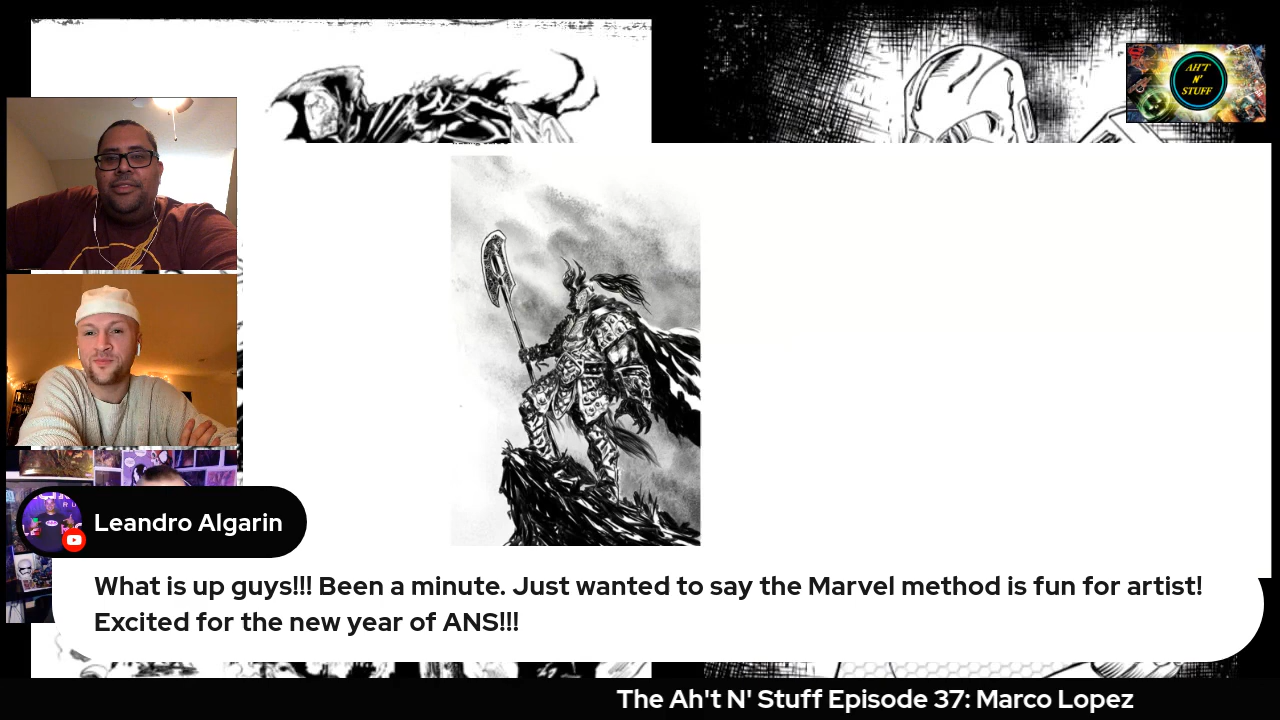 AH'T
N'
STUFF
Leandro Algarin
What is up guys!!! Been a minute. Just wanted to say the Marvel method is fun for artist!
Excited for the new year of ANS!!!
The Ah't N' Stuff Episode 37: Marco Lopez